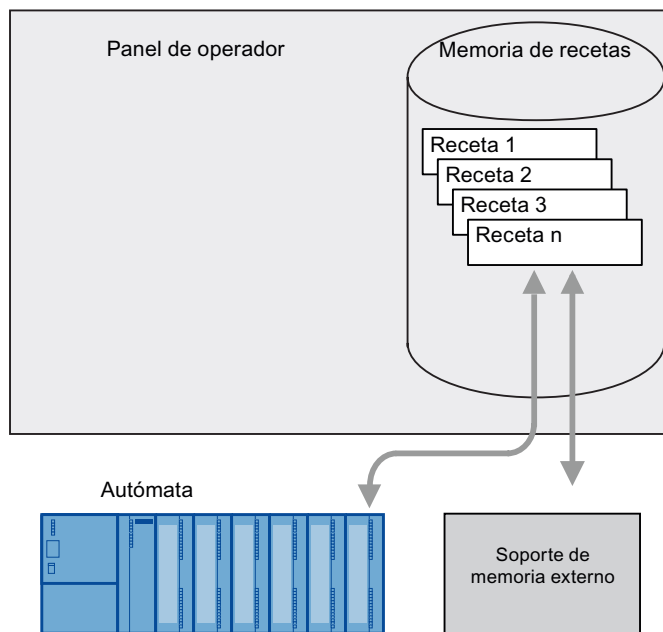 Panel de operador
Memoria de recetas
Receta 1
Receta 2
Receta 3
Receta n
Autómata
Soporte de
memoria externo